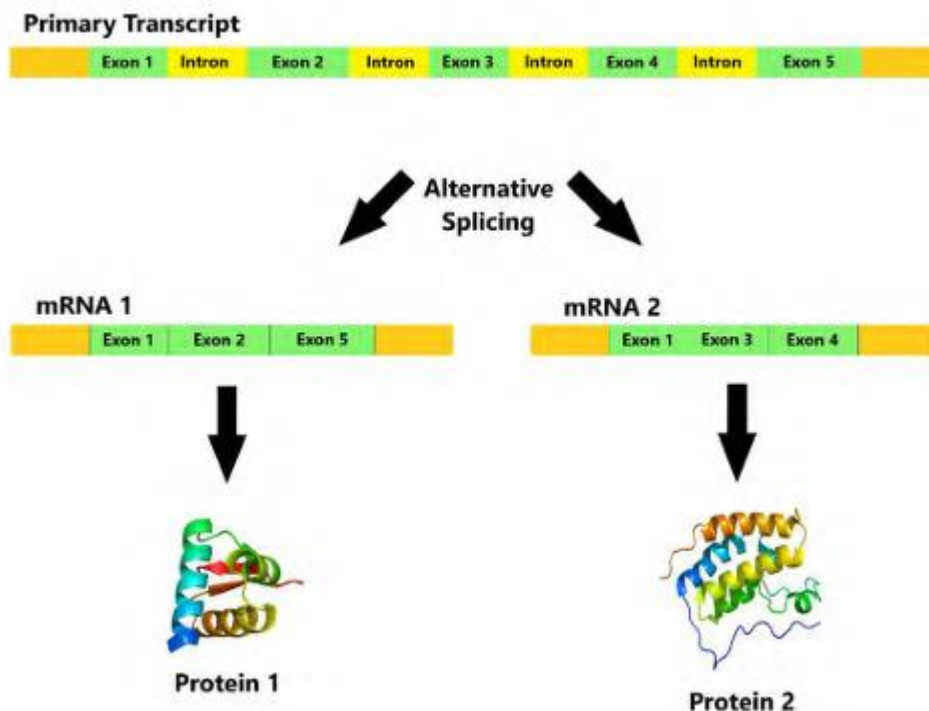 Primary Transcript
Exon 1 Intron Exon 2 Intron Exon 3 Intron Exon 4 Intron Exon 5
Alternative
Splicing
mRNA 1
mRNA 2
Exon 1 Exon 2 Exon 5
Exon 1 Exon 3 Exon 4
Protein 1
Protein 2